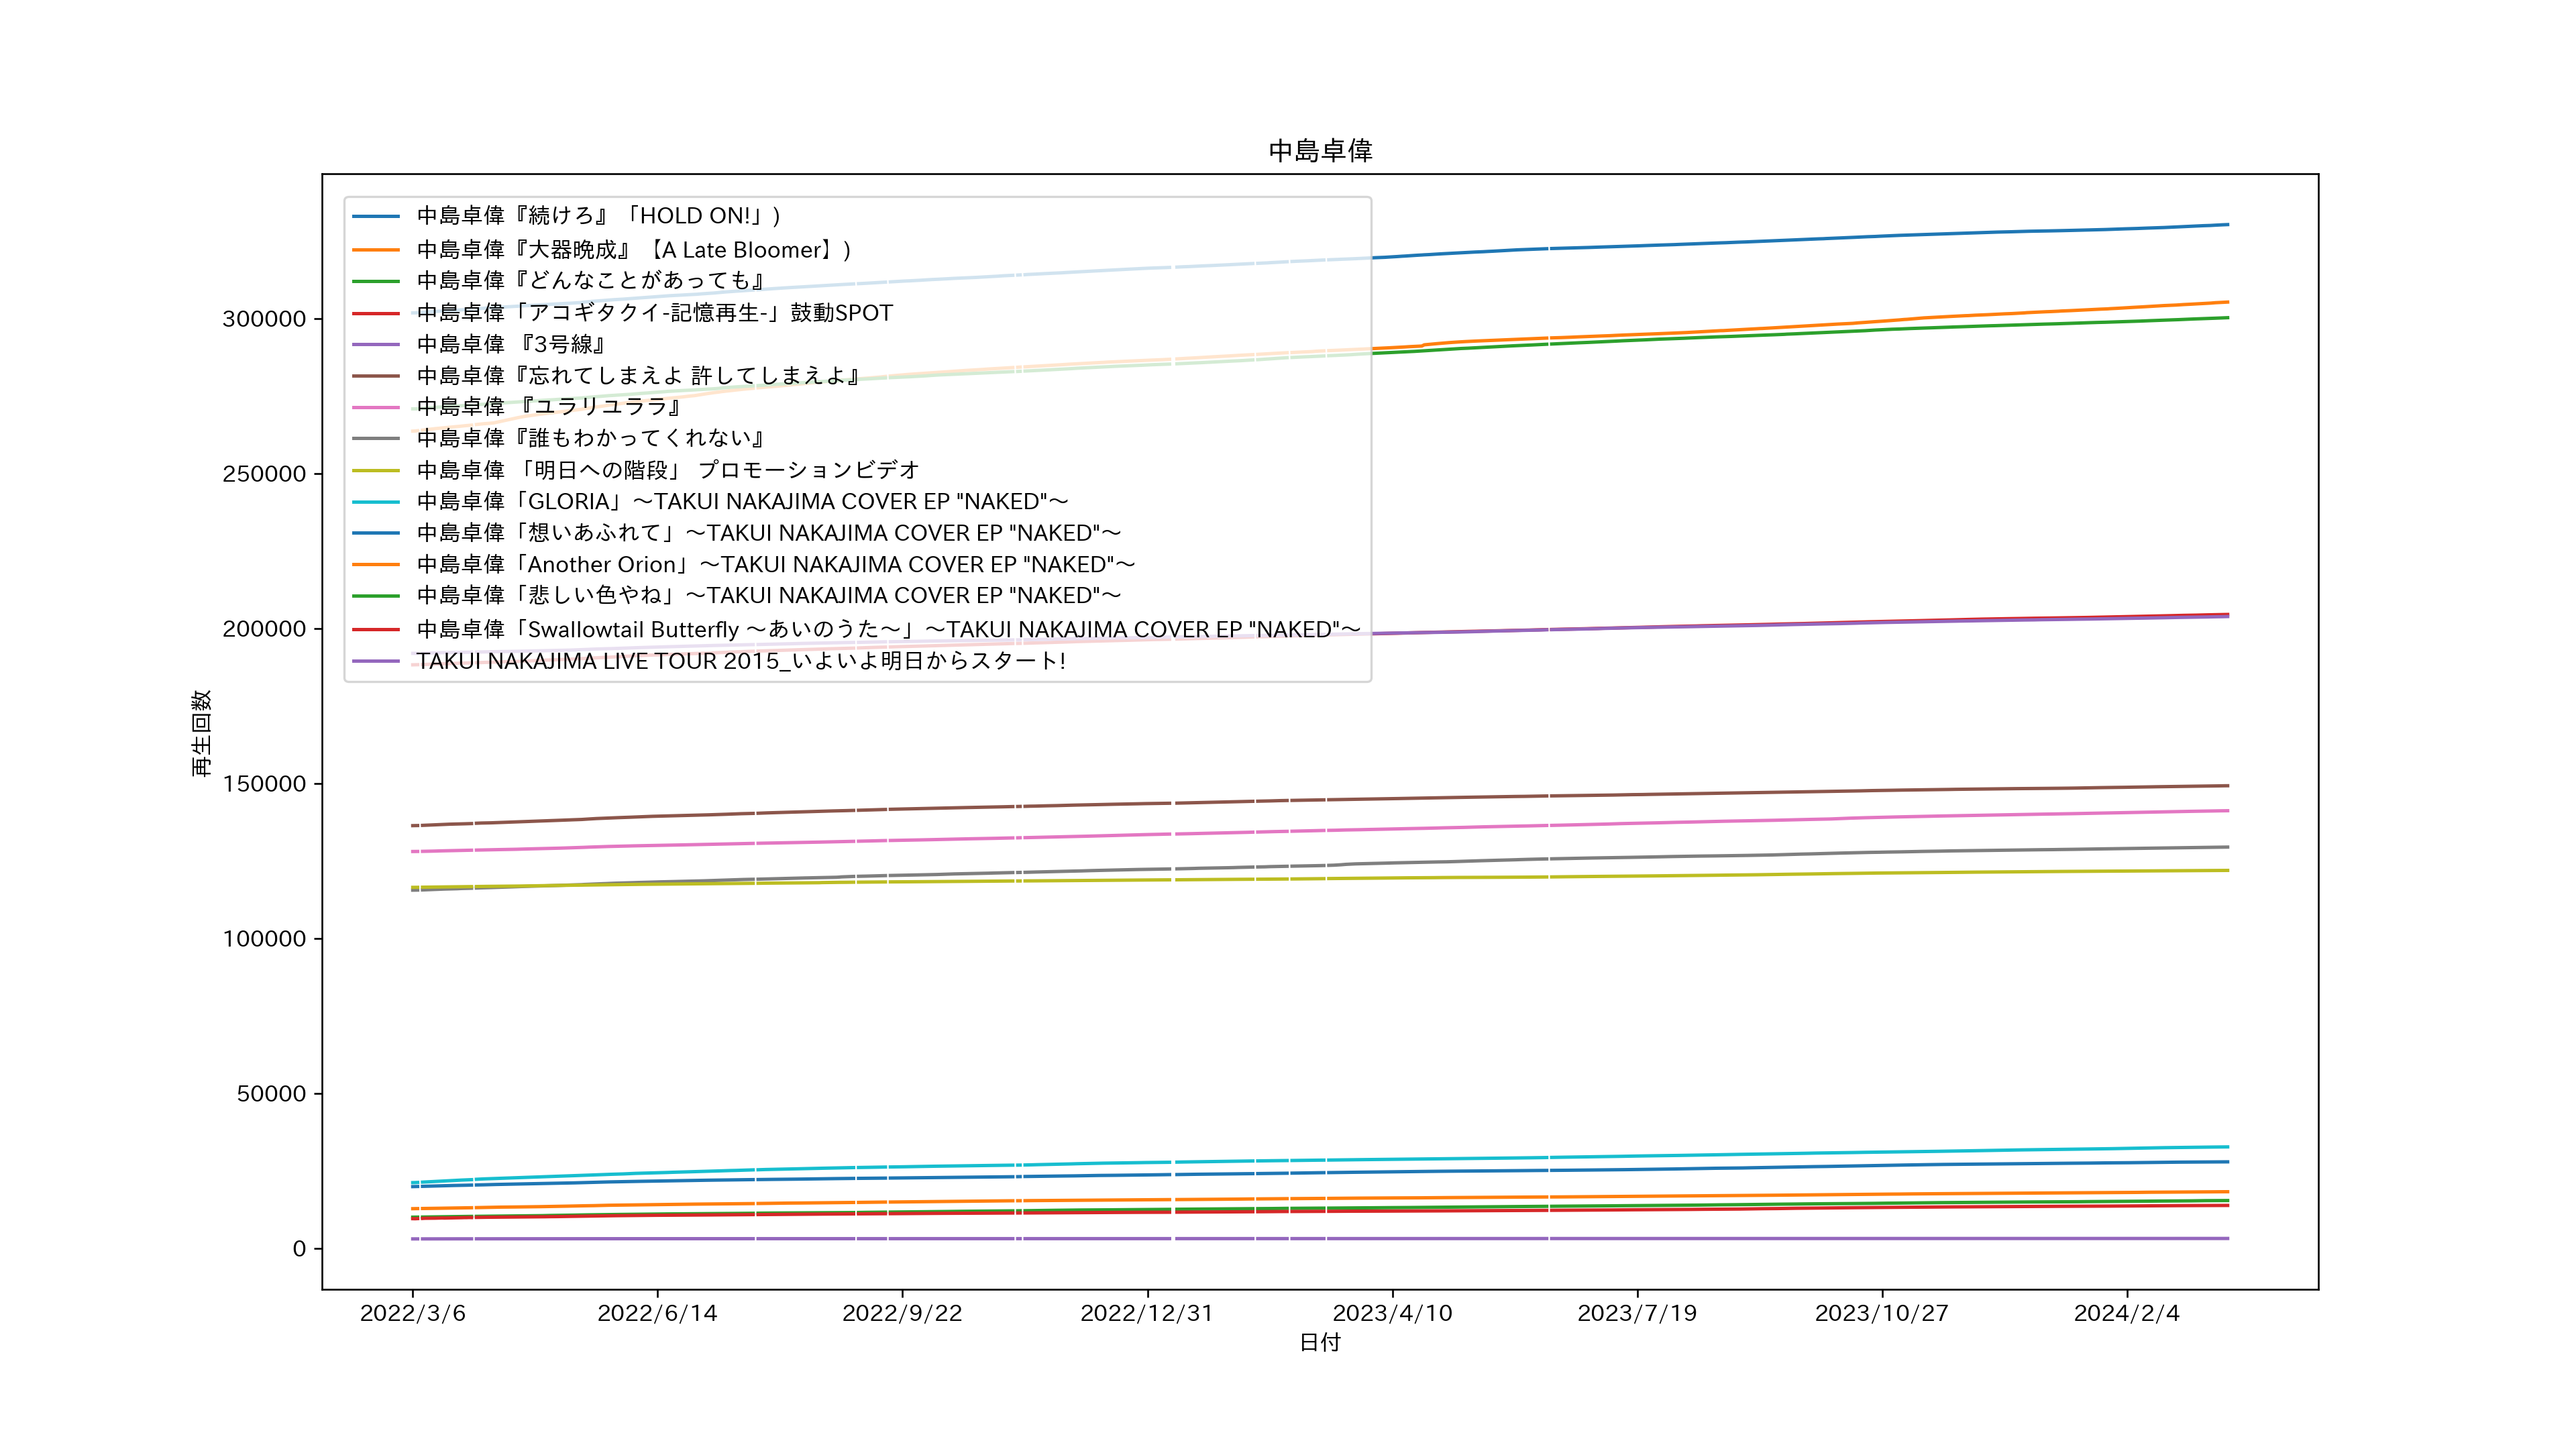 中島卓偉
中島卓偉『続けろ』「HOLD ON!」)
中島卓偉『大器晩成』【A Late Bloomer】)
中島卓偉『どんなことがあっても』
中島卓偉「アコギタクイ-記憶再生-」鼓動SPOT
中島卓偉 『3号線』
中島卓偉『忘れてしまえよ 許してしまえよ』
中島卓偉 『ユラリユララ』
中島卓偉『誰もわかってくれない』
中島卓偉 「明日への階段」 プロモーションビデオ
中島卓偉「GLORIA」～TAKUI NAKAJIMA COVER EP "NAKED"～
中島卓偉「想いあふれて」～TAKUI NAKAJIMA COVER EP "NAKED"～
中島卓偉「Another Orion」～TAKUI NAKAJIMA COVER EP "NAKED"～
中島卓偉「悲しい色やね」～TAKUI NAKAJIMA COVER EP "NAKED"～
中島卓偉「Swallowtail Butterfly ～あいのうた～」～TAKUI NAKAJIMA COVER EP "NAKED"～
TAKUI NAKAJIMA LIVE TOUR 2015_いよいよ明日からスタート!
再生回数
300000
250000
200000
150000
100000
50000
0
2022/3/6 2022/6/14 2022/9/22 2022/12/31 2023/4/10 2023/7/19 2023/10/27 2024/2/4
日付